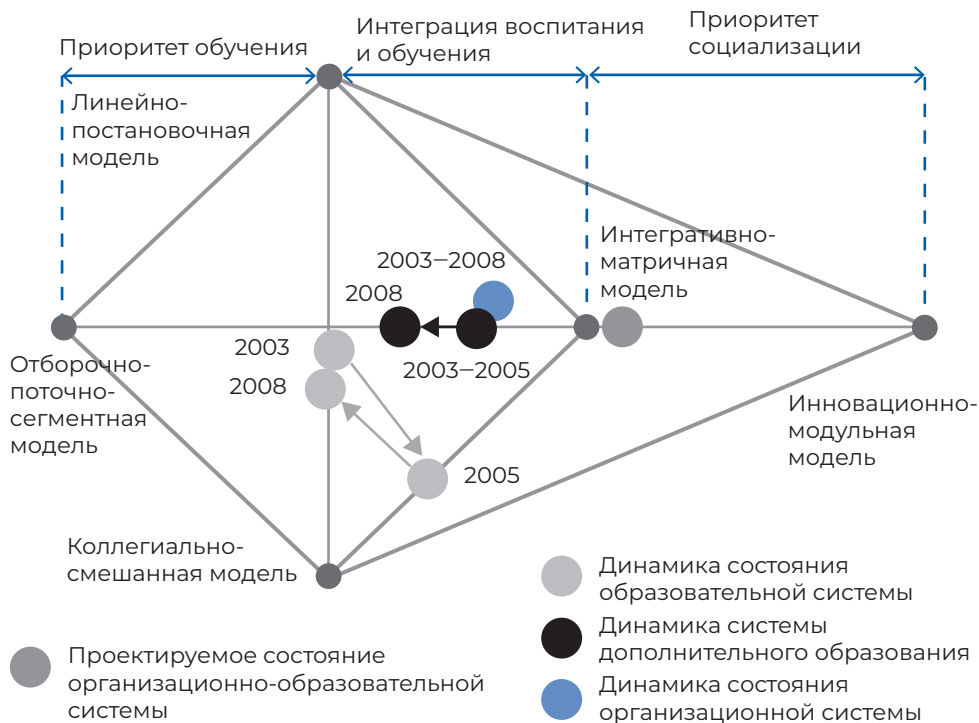 Приоритет обучения
Интеграция воспитания
и обучения
Приоритет
социализации
Линейно-
постановочная
модель
Интегративно-
матричная
модель
2003–2008
2008
2003–2005
2003
2008
2005
Отборочно-
поточно-
сегментная
модель
Инновационно-
модульная
модель
Коллегиально-
смешанная модель
Проектируемое состояние
организационно-образовательной
системы
Динамика состояния
образовательной системы
Динамика системы
дополнительного образования
Динамика состояния
организационной системы